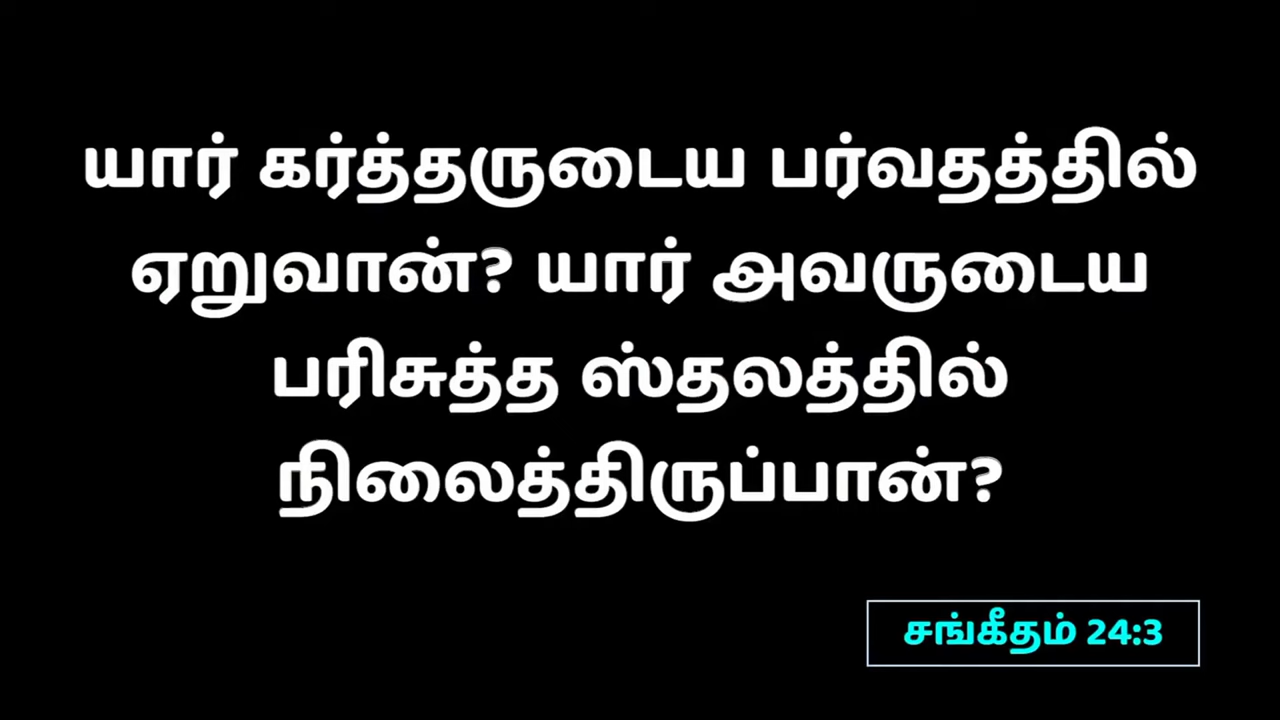 யார் கர்த்தருடைய பர்வதத்தில்
ஏறுவான்? யார் அவருடைய
பரிசுத்த ஸ்தலத்தில்
நிலைத்திருப்பான்?
சங்கீதம் 24:3